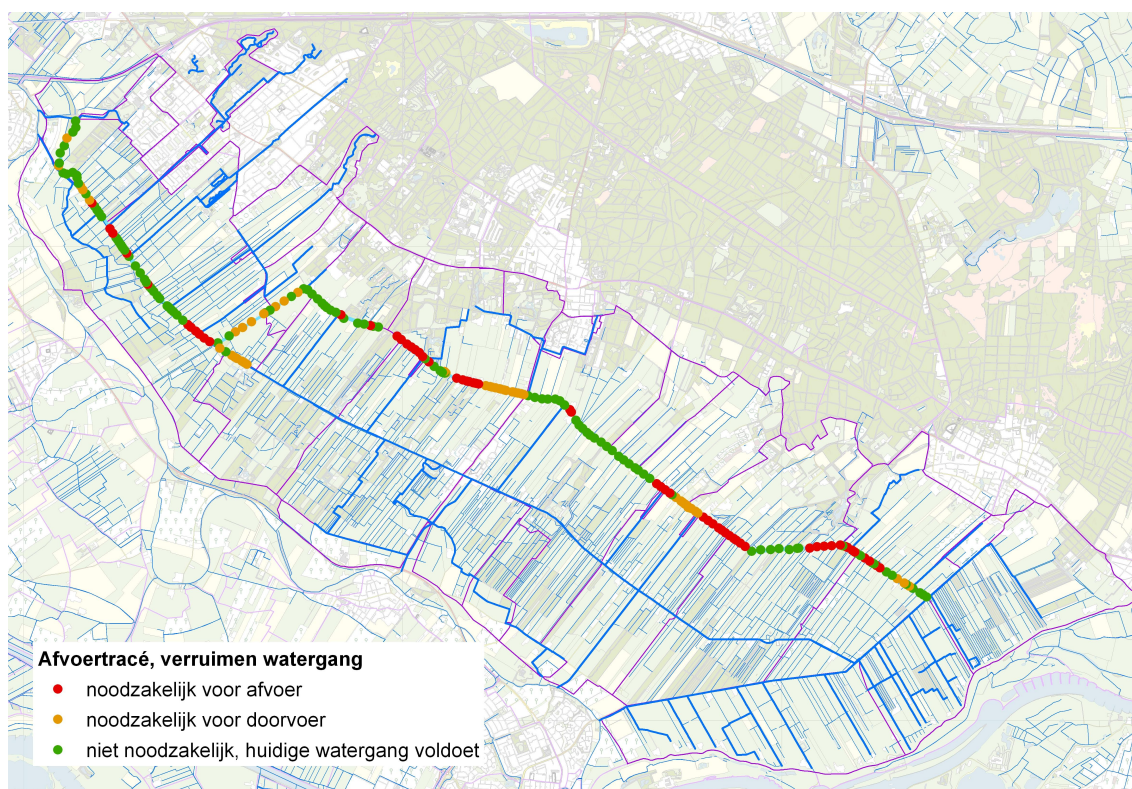 Afvoertracé, verruimen watergang
noodzakelijk voor afvoer
noodzakelijk voor doorvoer
niet noodzakelijk, huidige watergang voldoet